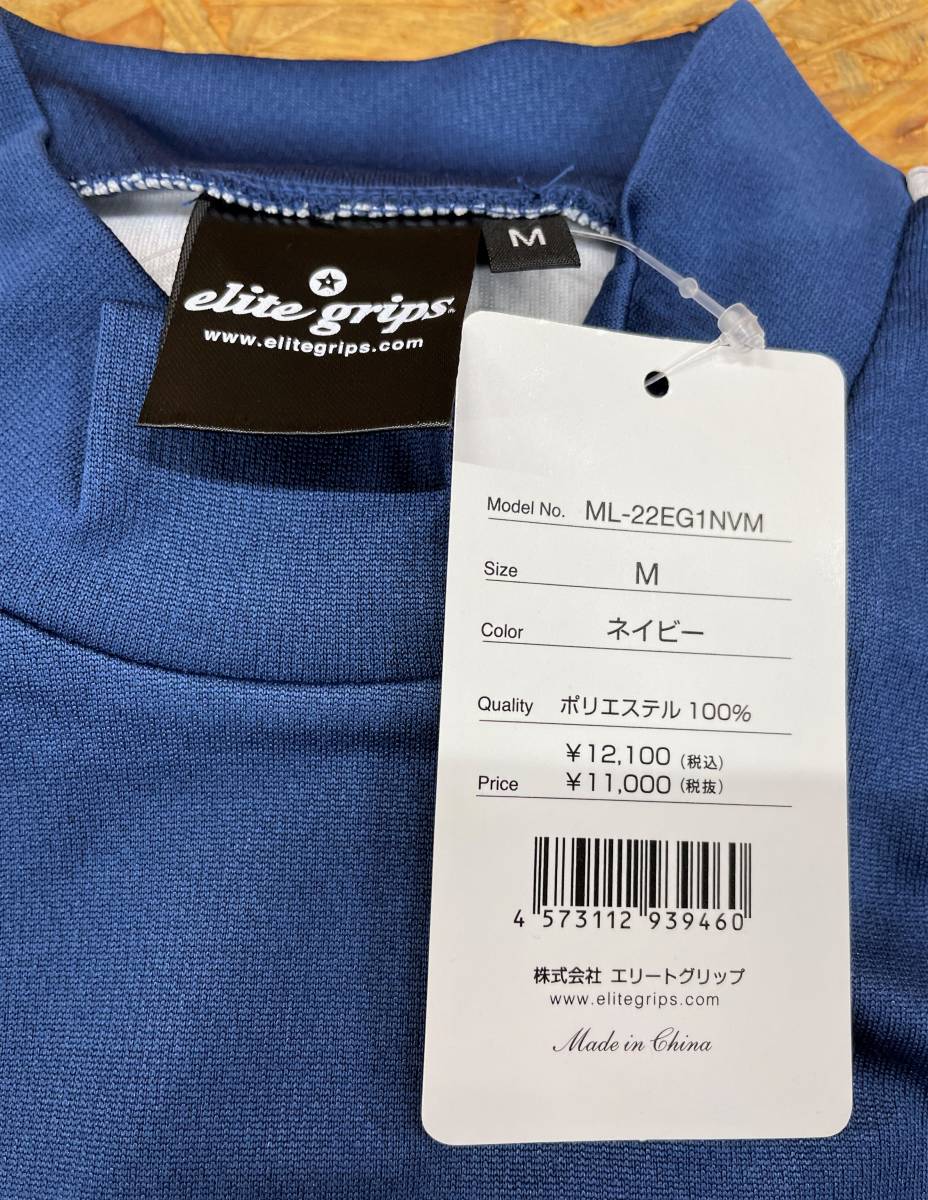 elite grips
www.elitegrips.com
M
Model No. ML-22EG1NVM
Size M
Color ネイビー
Quality ポリエステル 100%
¥12,100 (税込)
Price ¥11,000 (税抜)
4 573112 939460
株式会社 エリートグリップ
www.elitegrips.com
Made in China